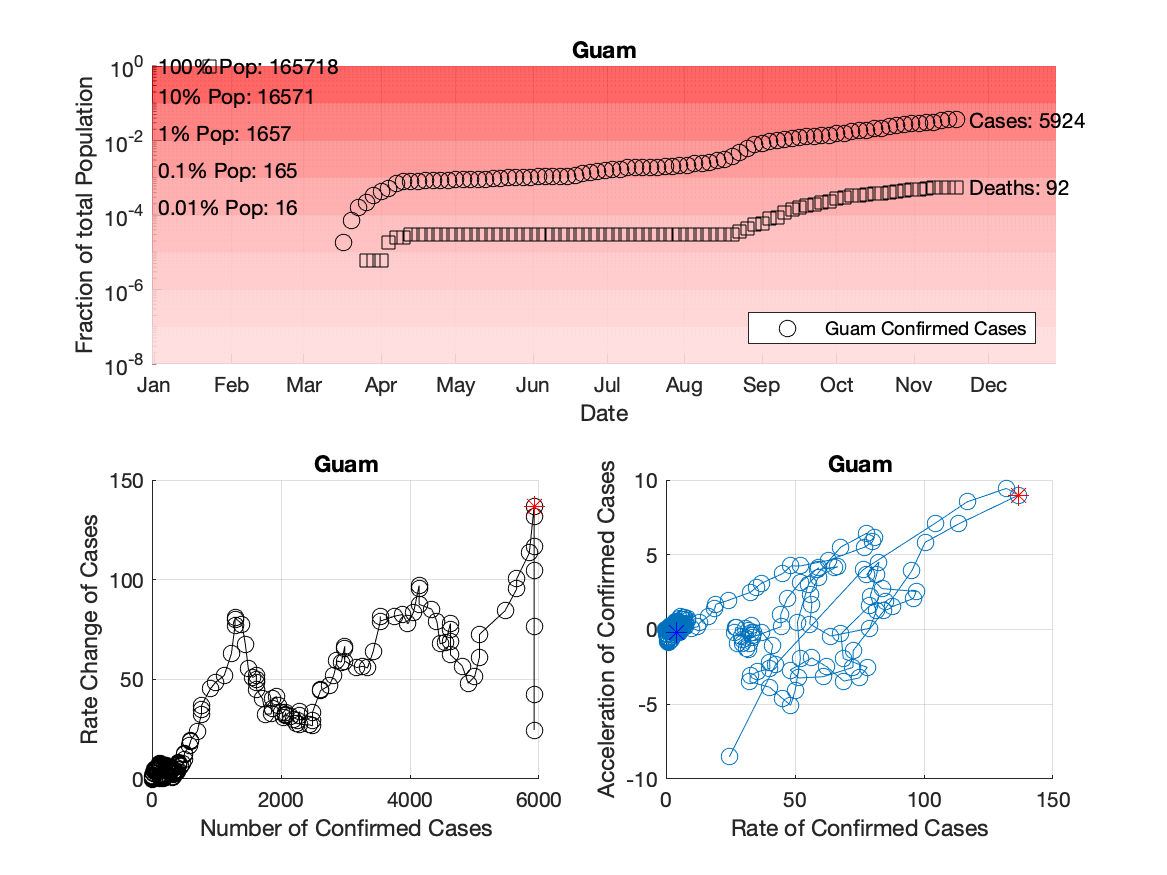 Guam
Fraction of total Population
10^0
10^-2
10^-4
10^-6
10^-8
100% Pop: 165718
10% Pop: 16571
1% Pop: 1657
0.1% Pop: 165
0.01% Pop: 16
Cases: 5924
Deaths: 92
Guam Confirmed Cases
Jan Feb Mar Apr May Jun Jul Aug Sep Oct Nov Dec
Date
Guam
Rate Change of Cases
150
100
50
0
0 2000 4000 6000
Number of Confirmed Cases
Guam
Acceleration of Confirmed Cases
10
5
0
-5
-10
0 50 100 150
Rate of Confirmed Cases